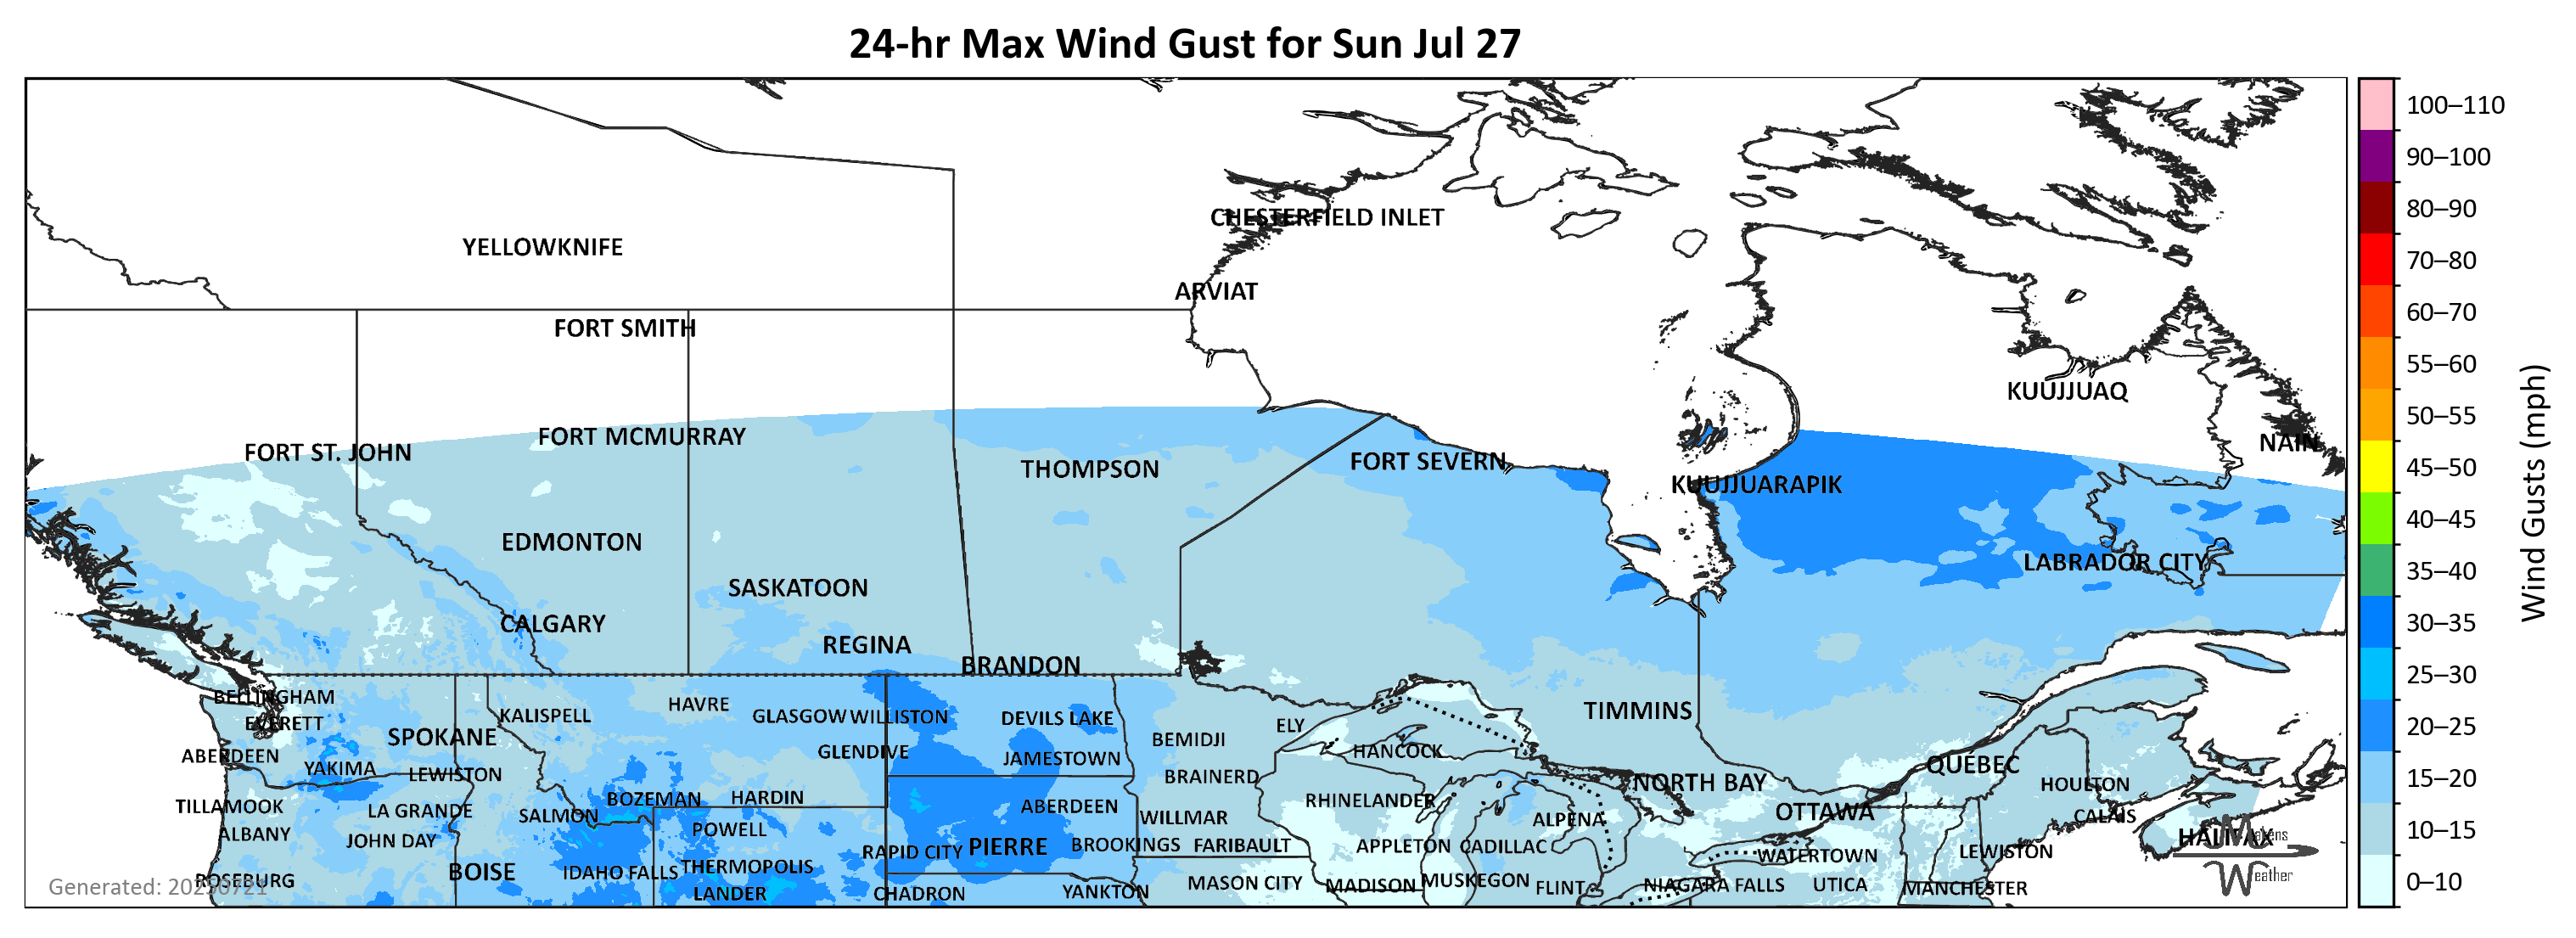 24-hr Max Wind Gust for Sun Jul 27
100–110
90–100
80–90
70–80
60–70
55–60
50–55
45–50
40–45
35–40
30–35
25–30
20–25
15–20
10–15
0–10
Wind Gusts (mph)
CHESTERFIELD INLET
YELLOWKNIFE
ARVIAT
FORT SMITH
KUUJJUAQ
FORT MCMURRAY
NAIN
FORT ST. JOHN
FORT SEVERN
THOMPSON
KUUJJUARAPIK
EDMONTON
LABRADOR CITY
SASKATOON
CALGARY
REGINA
BRANDON
BELLINGHAM
HAVRE
TIMMINS
KALISPELL
GLASGOW
WILLISTON
DEVILS LAKE
EVERETT
ELY
SPOKANE
BEMIDJI
HANCOCK
ABERDEEN
GLENDIVE
JAMESTOWN
QUÉBEC
YAKIMA
LEWISTON
BRAINERD
NORTH BAY
HOULTON
BOZEMAN
HARDIN
RHINELANDER
TILLAMOOK
LA GRANDE
SALMON
ABERDEEN
WILLMAR
ALPENA
OTTAWA
CALAIS
ALBANY
JOHN DAY
POWELL
HALIFAX
Makens
Weather
RAPID CITY
PIERRE
BROOKINGS
FARIBAULT
APPLETON
CADILLAC
WATERTOWN
LEWISTON
BOISE
IDAHO FALLS
THERMOPOLIS
ROSEBURG
MASON CITY
MADISON
MUSKEGON
FLINT
NIAGARA FALLS
UTICA
MANCHESTER
LANDER
CHADRON
YANKTON
Generated: 20250721